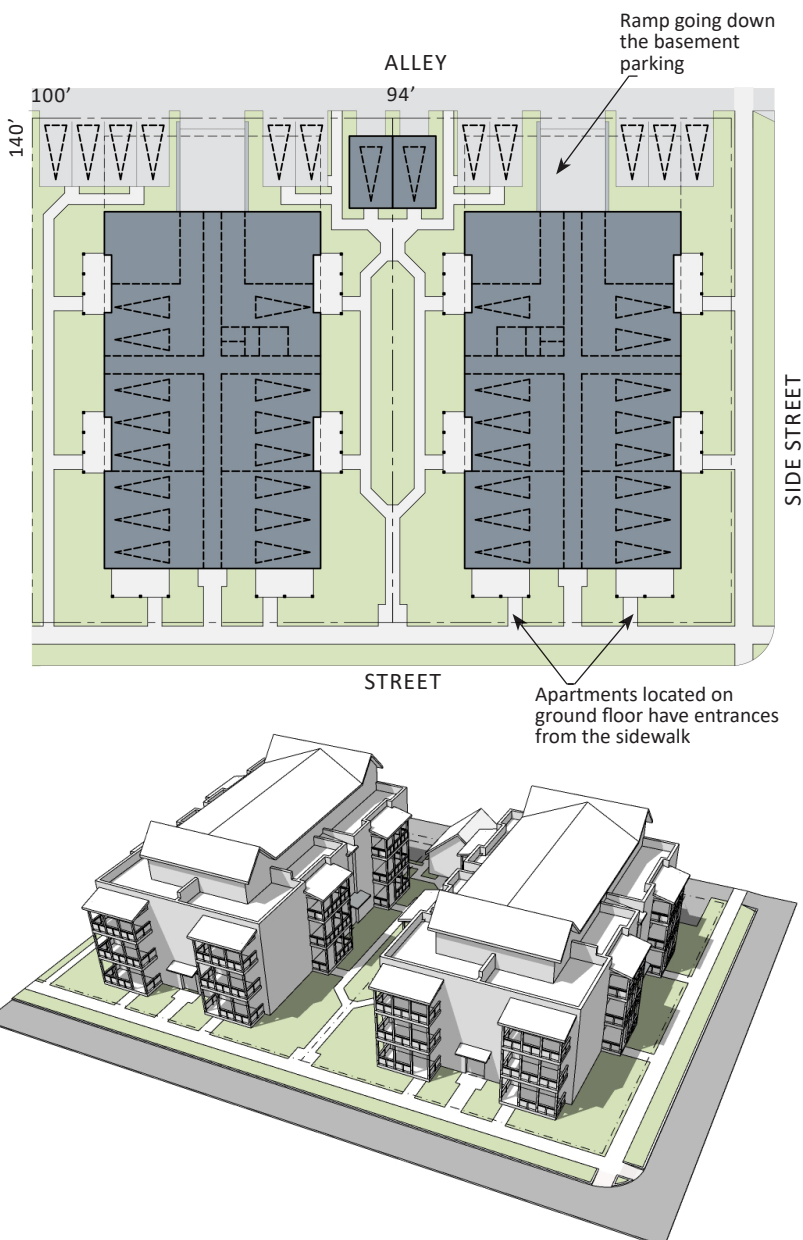 Ramp going down
the basement
parking
ALLEY
100’
94’
140’
SIDE STREET
STREET
Apartments located on
ground floor have entrances
from the sidewalk